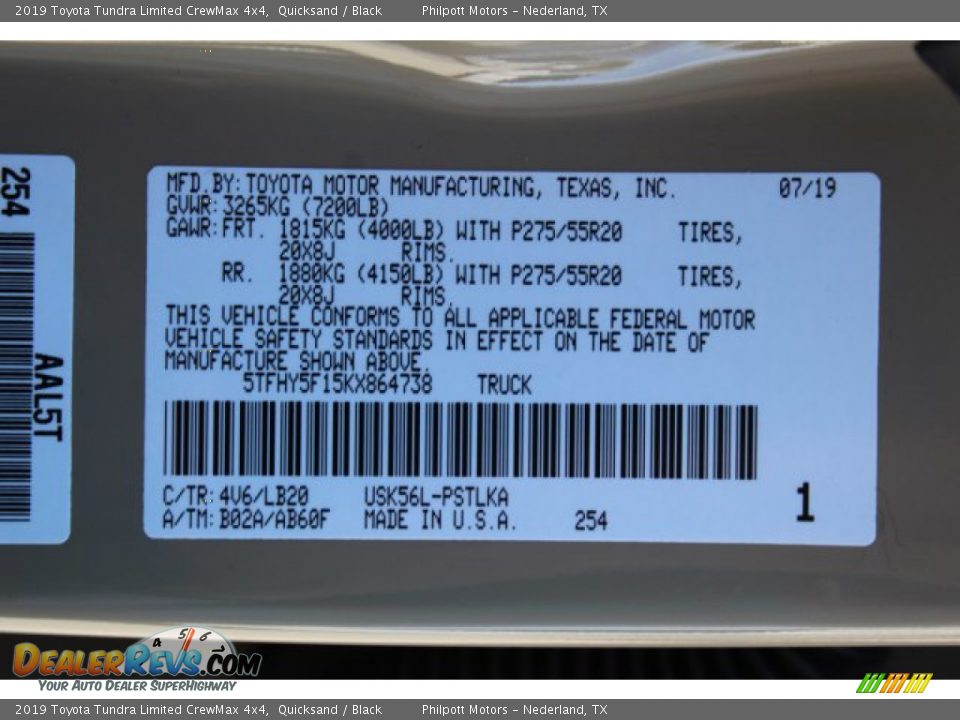 2019 Toyota Tundra Limited CrewMax 4x4,  Quicksand / Black  Philpott Motors – Nederland, TX
254
AAL5T
MFD.BY:TOYOTA MOTOR MANUFACTURING, TEXAS, INC.  07/19
GVWR:3265KG (7200LB)
GAWR:FRT. 1815KG (4000LB) WITH P275/55R20  TIRES,
20X8J  RIMS.
RR.  1880KG (4150LB) WITH P275/55R20  TIRES,
20X8J  RIMS.
THIS VEHICLE CONFORMS TO ALL APPLICABLE FEDERAL MOTOR
VEHICLE SAFETY STANDARDS IN EFFECT ON THE DATE OF
MANUFACTURE SHOWN ABOVE.
5TFHY5F15KX864738  TRUCK
C/TR:4V6/LB20  USK56L-PSTLKA
A/TM:B02A/AB60F  MADE IN U.S.A.  254
1
4 5 6
DealerRevs.com
Your Auto Dealer SuperHighway
2019 Toyota Tundra Limited CrewMax 4x4,  Quicksand / Black  Philpott Motors – Nederland, TX